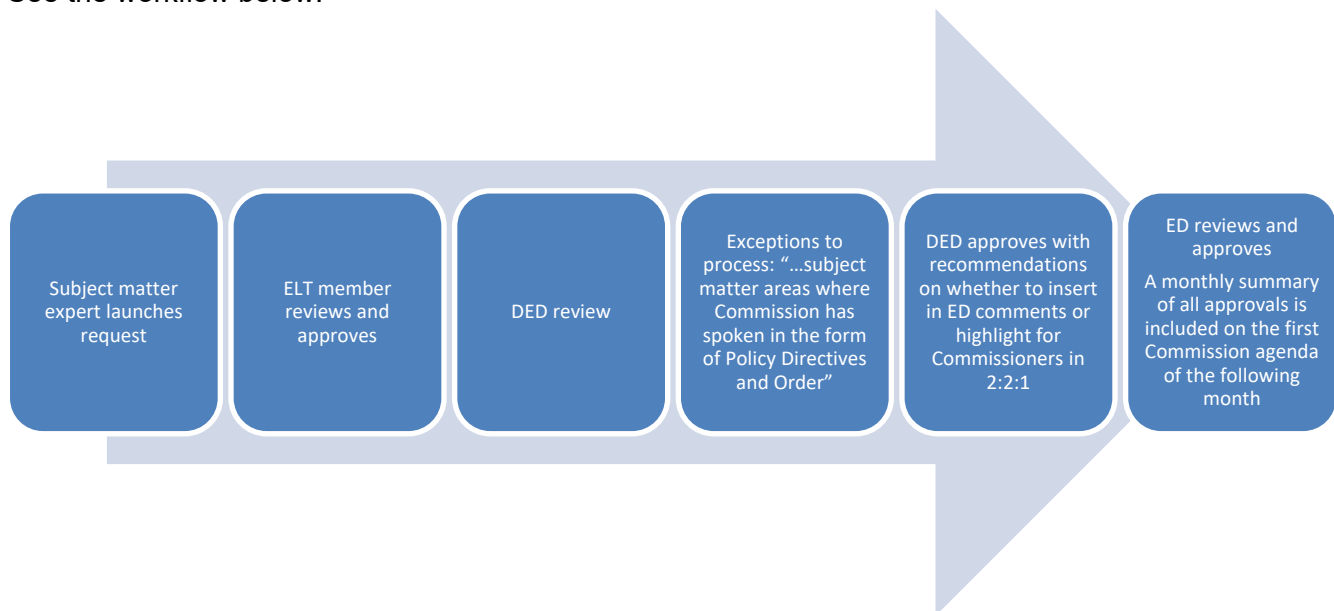 See the workflow below:
Subject matter
expert launches
request
ELT member
reviews and
approves
DED review
Exceptions to
process: “…subject
matter areas where
Commission has
spoken in the form
of Policy Directives
and Order”
DED approves with
recommendations
on whether to insert
in ED comments or
highlight for
Commissioners in
2:2:1
ED reviews and
approves
A monthly summary
of all approvals is
included on the first
Commission agenda
of the following
month